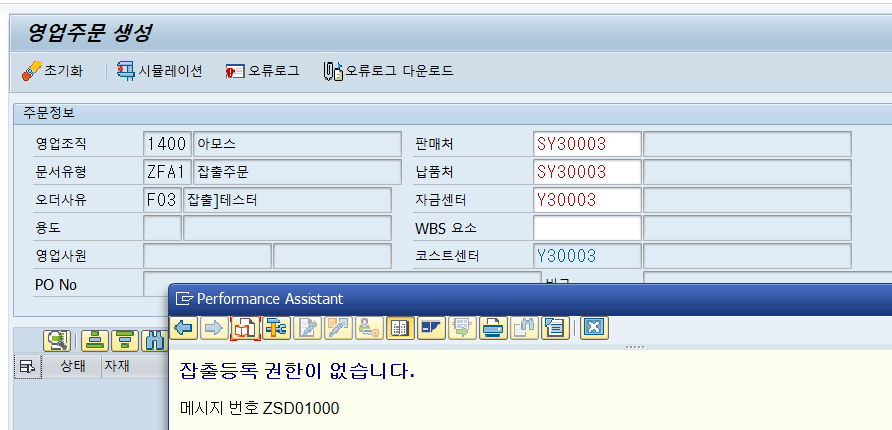 영업주문 생성
초기화 시뮬레이션 오류로그 오류로그 다운로드
주문정보
영업조직 1400 아모스 판매처 SY30003
문서유형 ZFA1 잡출주문 납품처 SY30003
오더사유 F03 잡출]테스터 자금센터 Y30003
용도 WBS 요소
영업사원 코스트센터 Y30003
PO No
Performance Assistant
상태 자재
잡출등록 권한이 없습니다.
메시지 번호 ZSD01000